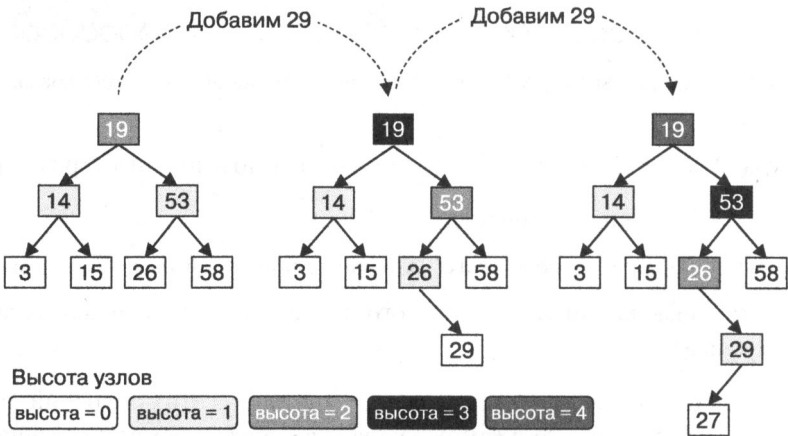 Добавим 29 Добавим 29
19 19 19
14 53 14 53 14 53
3 15 26 58 3 15 26 58 3 15 26 58
29 29
Высота узлов
высота = 0 высота = 1 высота = 2 высота = 3 высота = 4 27